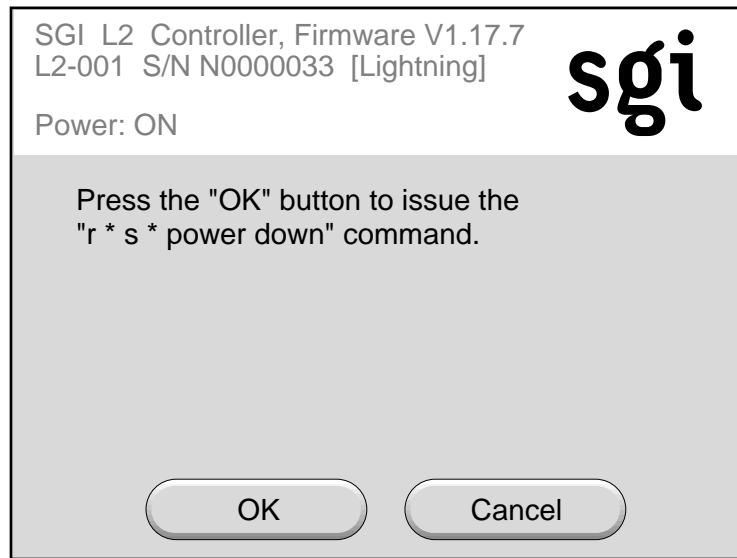 SGI L2 Controller, Firmware V1.17.7
L2-001 S/N N0000033 [Lightning]
sgi
Power: ON
Press the "OK" button to issue the
"r * s * power down" command.
OK
Cancel